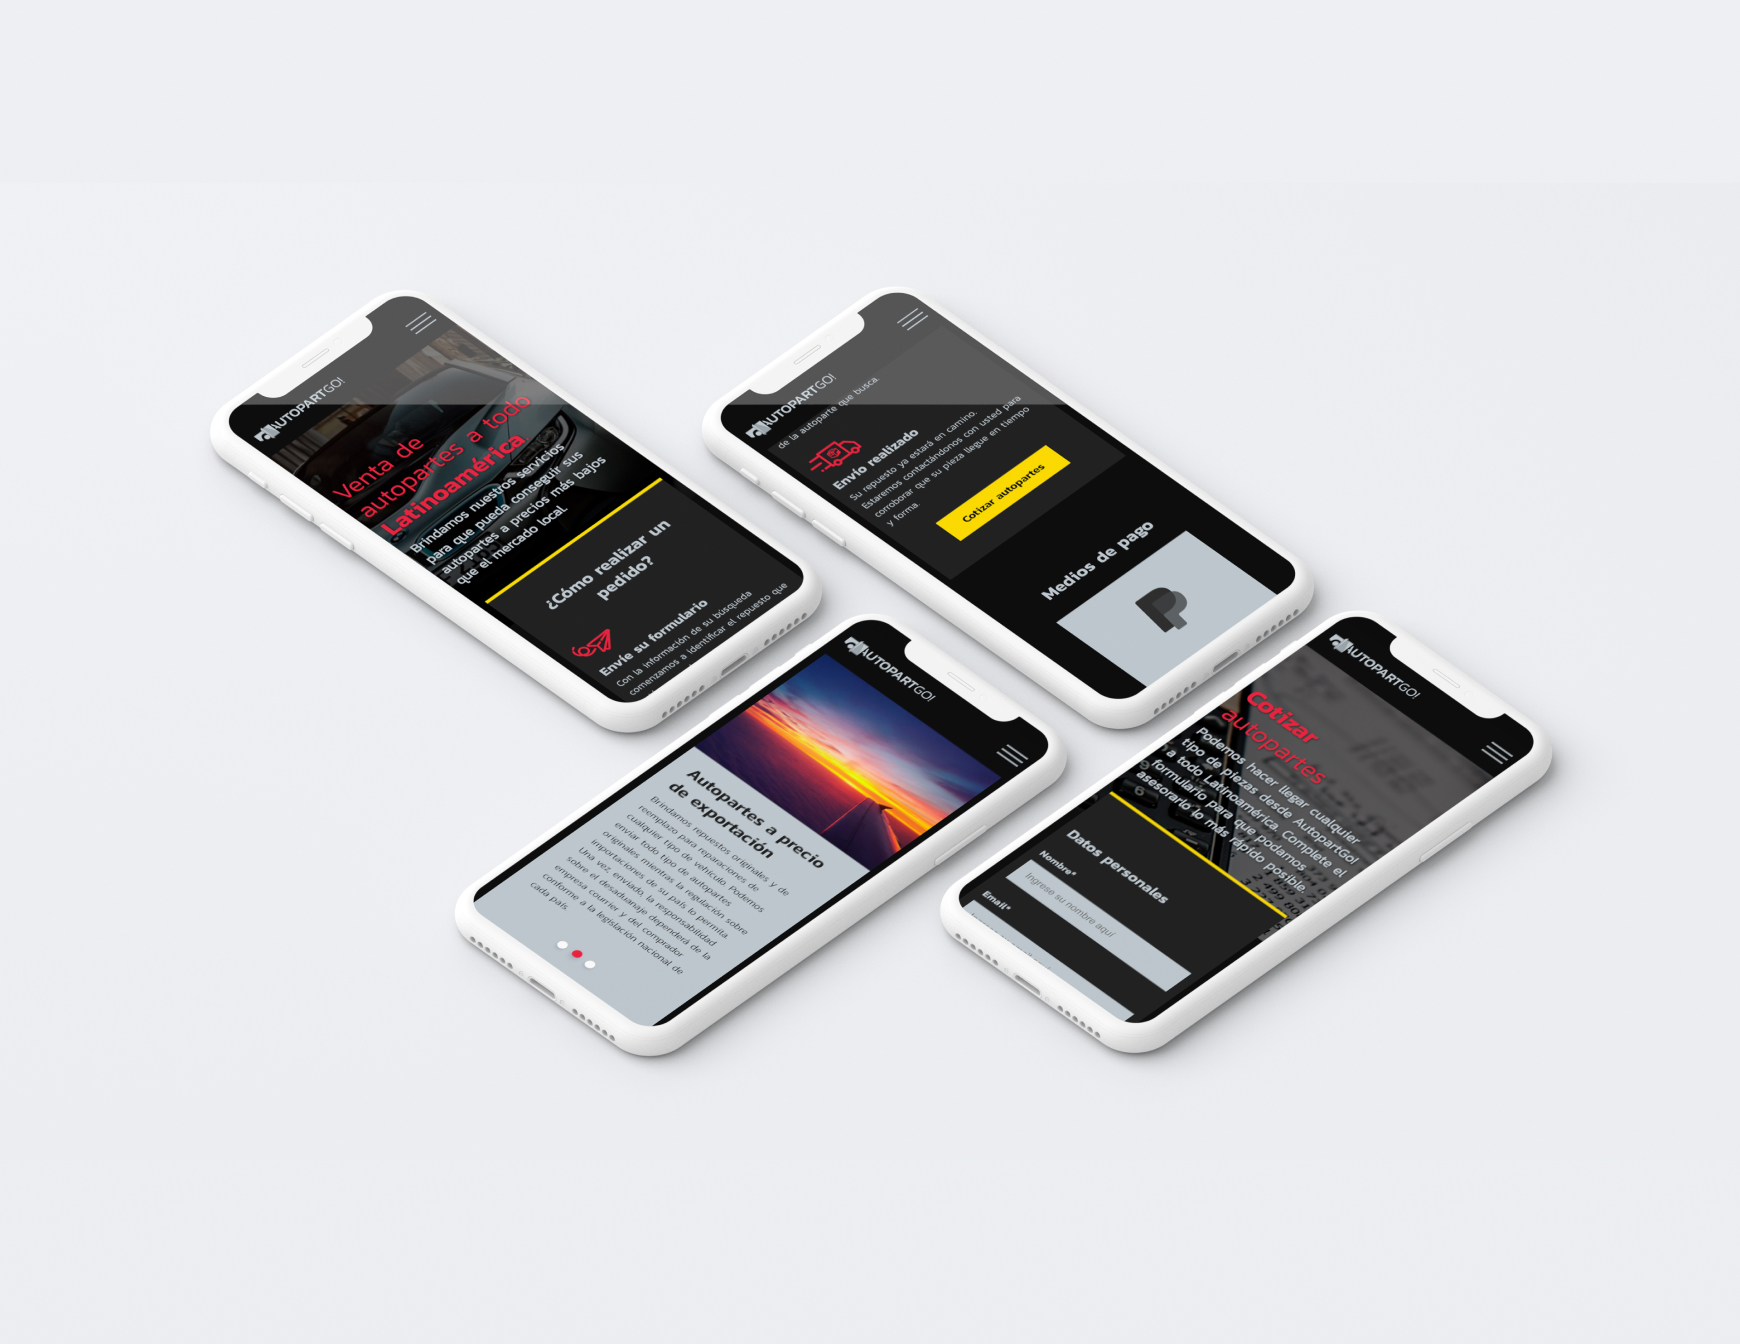 AUTOPARTGO!
Venta de
autopartes a todo
Latinoamérica
Brindamos nuestros servicios
para que pueda conseguir sus
autopartes a precios más bajos
que el mercado local.
¿Cómo realizar un
pedido?
Envíe su formulario
Con la información de su búsqueda
comenzamos a identificar el repuesto que
AUTOPARTGO!
de la autoparte que busca.
Envío realizado
Su repuesto ya estará en camino.
Estaremos contactándonos con usted para
corroborar que su pieza llegue en tiempo
y forma.
Cotizar autopartes
Medios de pago
AUTOPARTGO!
Autopartes a precio
de exportación
Brindamos repuestos originales y de
reemplazo para reparaciones de
cualquier tipo de vehículo. Podemos
enviar todo tipo de autopartes
originales mientras la regulación sobre
importaciones de su país lo permita
Una vez, enviado, la responsabilidad
sobre el desaduanaje dependerá de la
empresa courrier y del comprador
conforme a la legislación nacional de
cada país.
AUTOPARTGO!
Cotizar
autopartes
Podemos hacer llegar cualquier
tipo de piezas desde AutopartGo!
a todo Latinoamérica. Complete el
formulario para que podamos
asesorarlo lo más rápido posible.
Datos personales
Nombre*
Ingrese su nombre aquí
Email*